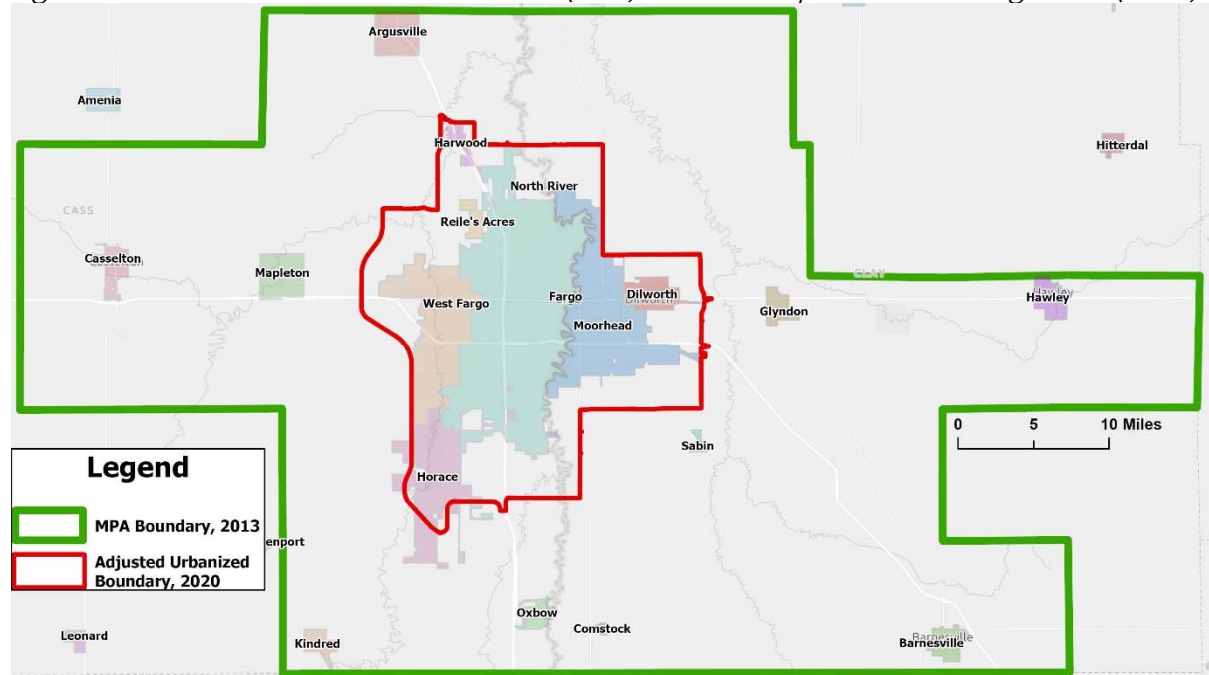 Argusville
Amenia
Harwood
Hitterdal
North River
CASS
Reile's Acres
Casselton
Mapleton
CLAY
West Fargo
Fargo
Dilworth
Hawley
Hawley
Glyndon
Moorhead
0 5 10 Miles
Sabin
Legend
Horace
MPA Boundary, 2013
enport
Adjusted Urbanized
Boundary, 2020
Oxbow
Comstock
Leonard
Kindred
Barnesville
Barnesville